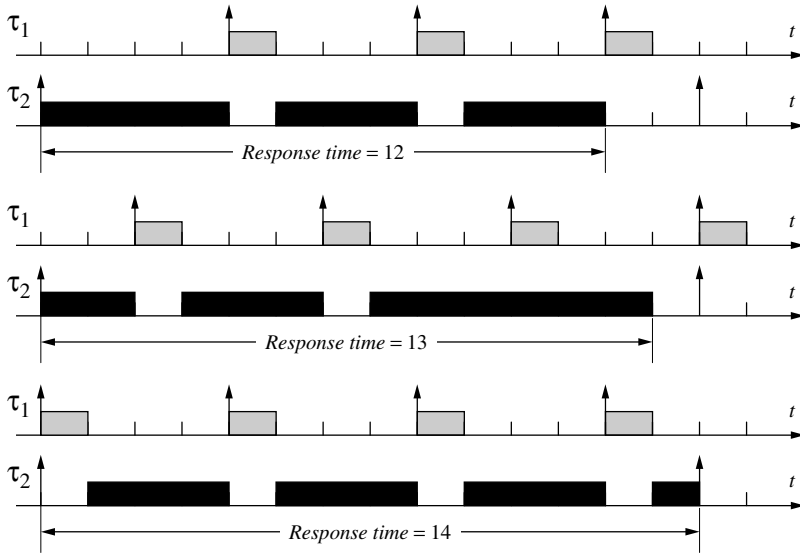 τ1 t
τ2 t
Response time = 12
τ1 t
τ2 t
Response time = 13
τ1 t
τ2 t
Response time = 14